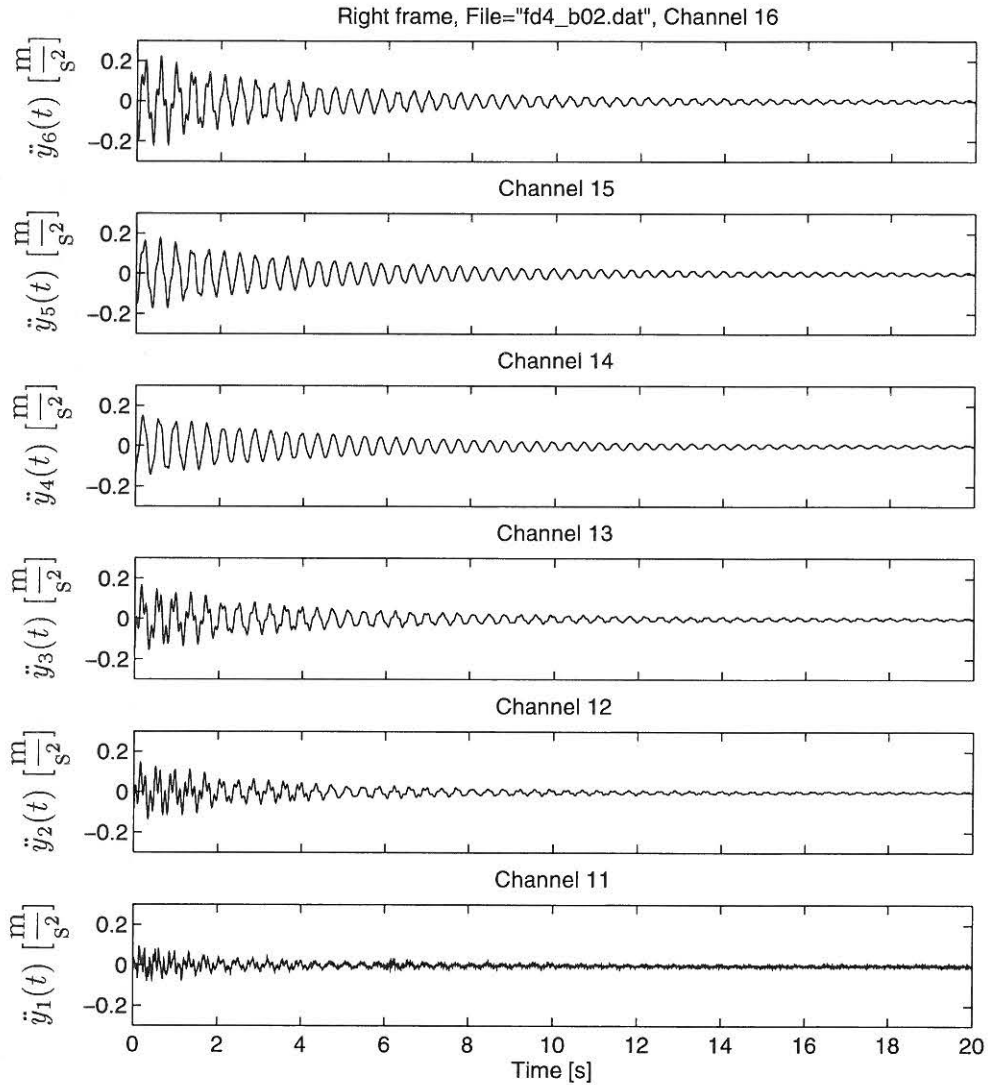 Right frame, File="fd4_b02.dat", Channel 16
ÿ₆(t) [m/s²]
0.2
0
−0.2
Channel 15
ÿ₅(t) [m/s²]
0.2
0
−0.2
Channel 14
ÿ₄(t) [m/s²]
0.2
0
−0.2
Channel 13
ÿ₃(t) [m/s²]
0.2
0
−0.2
Channel 12
ÿ₂(t) [m/s²]
0.2
0
−0.2
Channel 11
ÿ₁(t) [m/s²]
0.2
0
−0.2
0 2 4 6 8 10 12 14 16 18 20
Time [s]